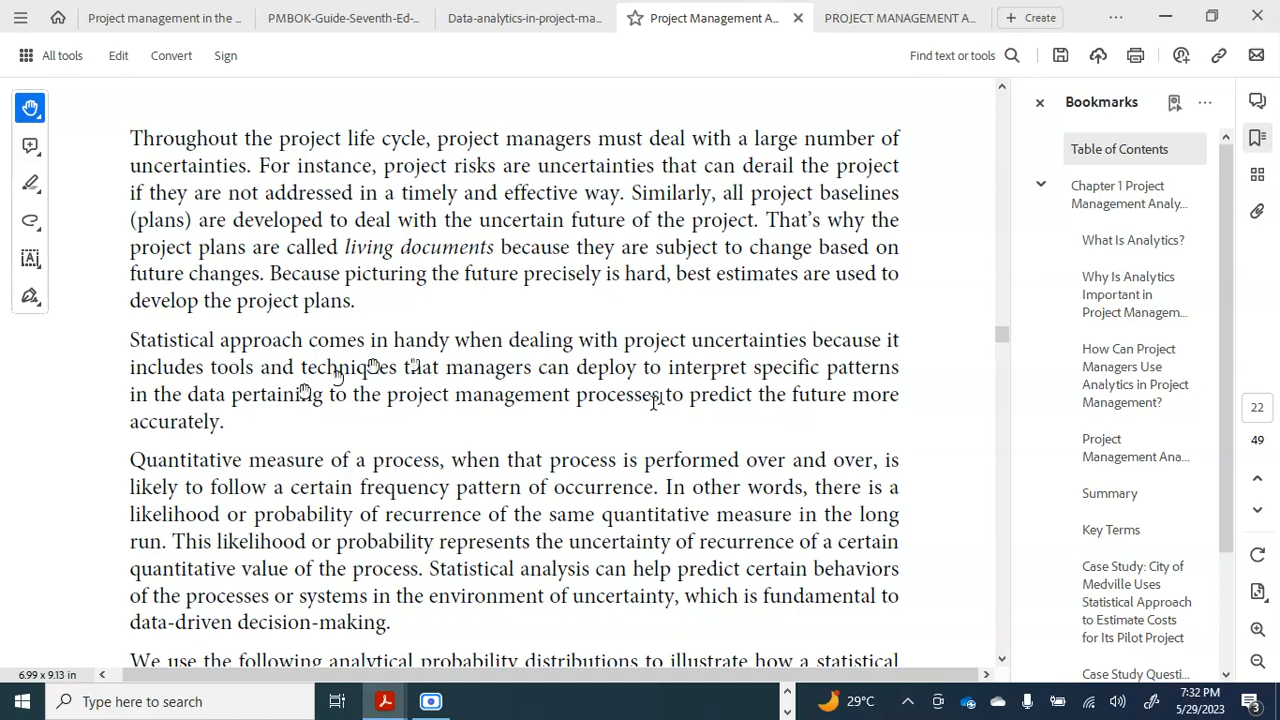 Project management in the ...
PMBOK-Guide-Seventh-Ed-...
Data-analytics-in-project-ma...
Project Management A...
PROJECT MANAGEMENT A...
Create
All tools
Edit
Convert
Sign
Find text or tools
Throughout the project life cycle, project managers must deal with a large number of
uncertainties. For instance, project risks are uncertainties that can derail the project
if they are not addressed in a timely and effective way. Similarly, all project baselines
(plans) are developed to deal with the uncertain future of the project. That's why the
project plans are called living documents because they are subject to change based on
future changes. Because picturing the future precisely is hard, best estimates are used to
develop the project plans.
Statistical approach comes in handy when dealing with project uncertainties because it
includes tools and techniques that managers can deploy to interpret specific patterns
in the data pertaining to the project management processes to predict the future more
accurately.
Quantitative measure of a process, when that process is performed over and over, is
likely to follow a certain frequency pattern of occurrence. In other words, there is a
likelihood or probability of recurrence of the same quantitative measure in the long
run. This likelihood or probability represents the uncertainty of recurrence of a certain
quantitative value of the process. Statistical analysis can help predict certain behaviors
of the processes or systems in the environment of uncertainty, which is fundamental to
data-driven decision-making.
We use the following analytical probability distributions to illustrate how a statistical
Bookmarks
Table of Contents
Chapter 1 Project
Management Analy...
What Is Analytics?
Why Is Analytics
Important in
Project Managem...
How Can Project
Managers Use
Analytics in Project
Management?
Project
Management Ana...
Summary
Key Terms
Case Study: City of
Medville Uses
Statistical Approach
to Estimate Costs
for Its Pilot Project
Case Study Questi...
22
49
6.99 x 9.13 in
Type here to search
29°C
7:32 PM
5/29/2023
3